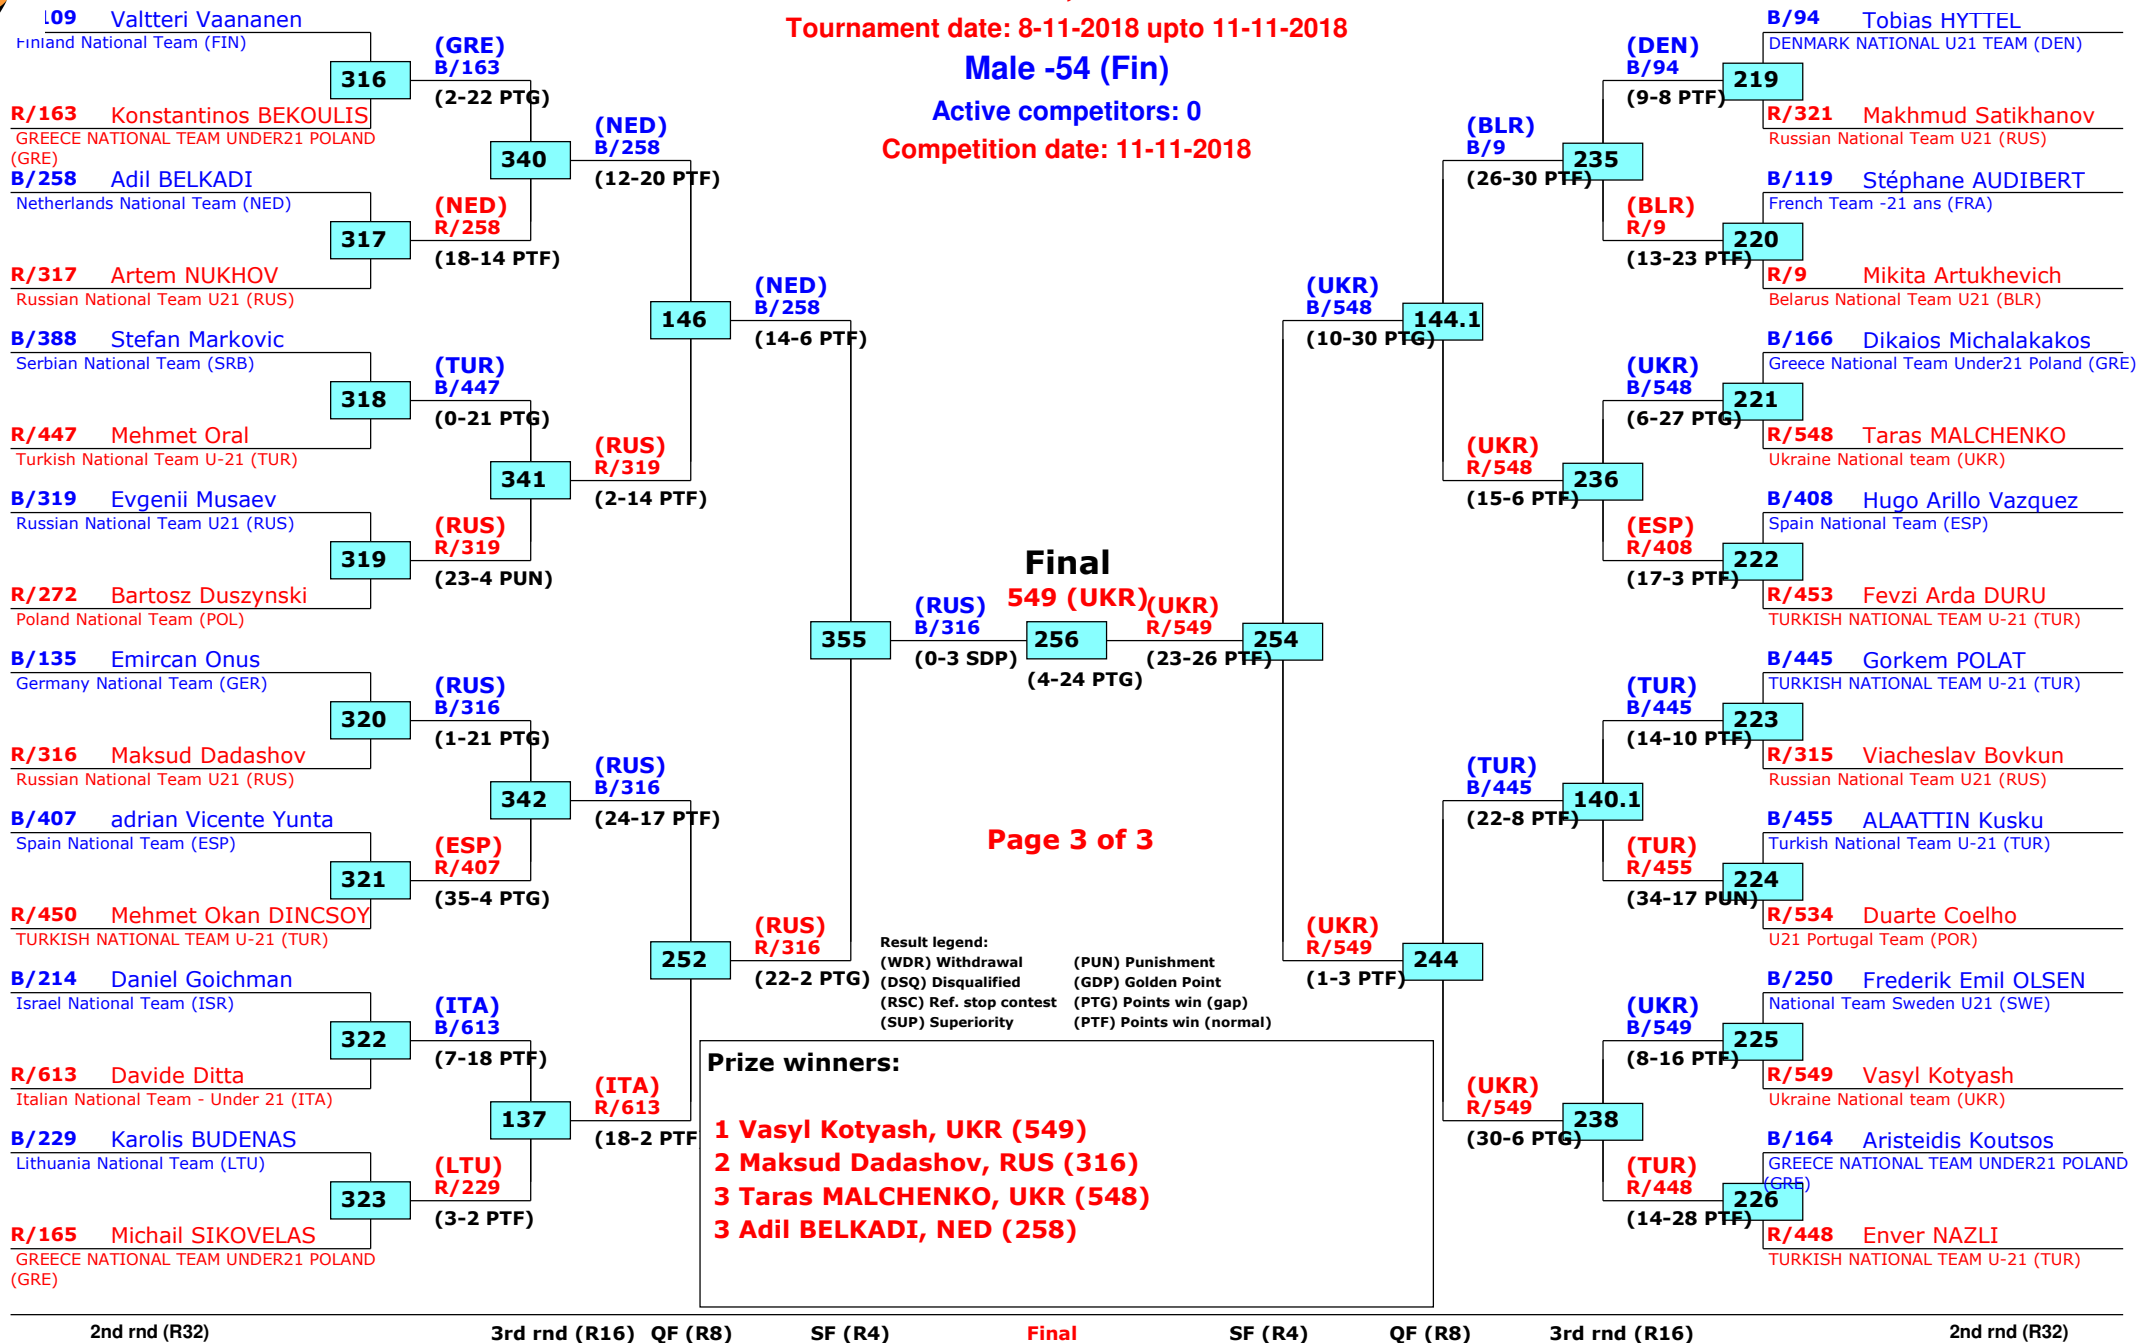 Tournament date: 8-11-2018 upto 11-11-2018
Male -54 (Fin)
Active competitors: 0
Competition date: 11-11-2018
109 Valtteri Vaananen
Finland National Team (FIN)
316
R/163 Konstantinos BEKOULIS
GREECE NATIONAL TEAM UNDER21 POLAND
(GRE)
B/258 Adil BELKADI
Netherlands National Team (NED)
317
R/317 Artem NUKHOV
Russian National Team U21 (RUS)
B/388 Stefan Markovic
Serbian National Team (SRB)
318
R/447 Mehmet Oral
Turkish National Team U-21 (TUR)
B/319 Evgenii Musaev
Russian National Team U21 (RUS)
319
R/272 Bartosz Duszynski
Poland National Team (POL)
B/135 Emircan Onus
Germany National Team (GER)
320
R/316 Maksud Dadashov
Russian National Team U21 (RUS)
B/407 adrian Vicente Yunta
Spain National Team (ESP)
321
R/450 Mehmet Okan DINCSOY
TURKISH NATIONAL TEAM U-21 (TUR)
B/214 Daniel Goichman
Israel National Team (ISR)
322
R/613 Davide Ditta
Italian National Team - Under 21 (ITA)
B/229 Karolis BUDENAS
Lithuania National Team (LTU)
323
R/165 Michail SIKOVELAS
GREECE NATIONAL TEAM UNDER21 POLAND
(GRE)
(GRE)
B/163
(2-22 PTG)
340
(NED)
R/258
(18-14 PTF)
(TUR)
B/447
(0-21 PTG)
341
(RUS)
R/319
(23-4 PUN)
(RUS)
B/316
(1-21 PTG)
342
(ESP)
R/407
(35-4 PTG)
(ITA)
B/613
(7-18 PTF)
137
(LTU)
R/229
(3-2 PTF)
(NED)
B/258
(12-20 PTF)
146
(RUS)
R/319
(2-14 PTF)
(RUS)
B/316
(24-17 PTF)
252
(ITA)
R/613
(18-2 PTF
(NED)
B/258
(14-6 PTF)
355
(RUS)
R/316
(22-2 PTG)
(RUS)
B/316
(0-3 SDP)
Final
549 (UKR)
256
(4-24 PTG)
(UKR)
R/549
(23-26 PTF)
254
(UKR)
B/548
(10-30 PTG)
144.1
(UKR)
R/549
(1-3 PTF)
244
(BLR)
B/9
(26-30 PTF)
235
(UKR)
R/548
(15-6 PTF)
236
(TUR)
B/445
(22-8 PTF)
140.1
(UKR)
R/549
(30-6 PTG)
238
(DEN)
B/94
(9-8 PTF)
219
(BLR)
R/9
(13-23 PTF)
220
(UKR)
B/548
(6-27 PTG)
221
(ESP)
R/408
(17-3 PTF)
222
(TUR)
B/445
(14-10 PTF)
223
(TUR)
R/455
(34-17 PUN)
224
(UKR)
B/549
(8-16 PTF)
225
(TUR)
R/448
(14-28 PTF)
226
B/94 Tobias HYTTEL
DENMARK NATIONAL U21 TEAM (DEN)
R/321 Makhmud Satikhanov
Russian National Team U21 (RUS)
B/119 Stéphane AUDIBERT
French Team -21 ans (FRA)
R/9 Mikita Artukhevich
Belarus National Team U21 (BLR)
B/166 Dikaios Michalakakos
Greece National Team Under21 Poland (GRE)
R/548 Taras MALCHENKO
Ukraine National team (UKR)
B/408 Hugo Arillo Vazquez
Spain National Team (ESP)
R/453 Fevzi Arda DURU
TURKISH NATIONAL TEAM U-21 (TUR)
B/445 Gorkem POLAT
TURKISH NATIONAL TEAM U-21 (TUR)
R/315 Viacheslav Bovkun
Russian National Team U21 (RUS)
B/455 ALAATTIN Kusku
Turkish National Team U-21 (TUR)
R/534 Duarte Coelho
U21 Portugal Team (POR)
B/250 Frederik Emil OLSEN
National Team Sweden U21 (SWE)
R/549 Vasyl Kotyash
Ukraine National team (UKR)
B/164 Aristeidis Koutsos
GREECE NATIONAL TEAM UNDER21 POLAND
(GRE)
R/448 Enver NAZLI
TURKISH NATIONAL TEAM U-21 (TUR)
Page 3 of 3
Result legend:
(WDR) Withdrawal (PUN) Punishment
(DSQ) Disqualified (GDP) Golden Point
(RSC) Ref. stop contest (PTG) Points win (gap)
(SUP) Superiority (PTF) Points win (normal)
Prize winners:
1 Vasyl Kotyash, UKR (549)
2 Maksud Dadashov, RUS (316)
3 Taras MALCHENKO, UKR (548)
3 Adil BELKADI, NED (258)
2nd rnd (R32) 3rd rnd (R16) QF (R8) SF (R4) Final SF (R4) QF (R8) 3rd rnd (R16) 2nd rnd (R32)